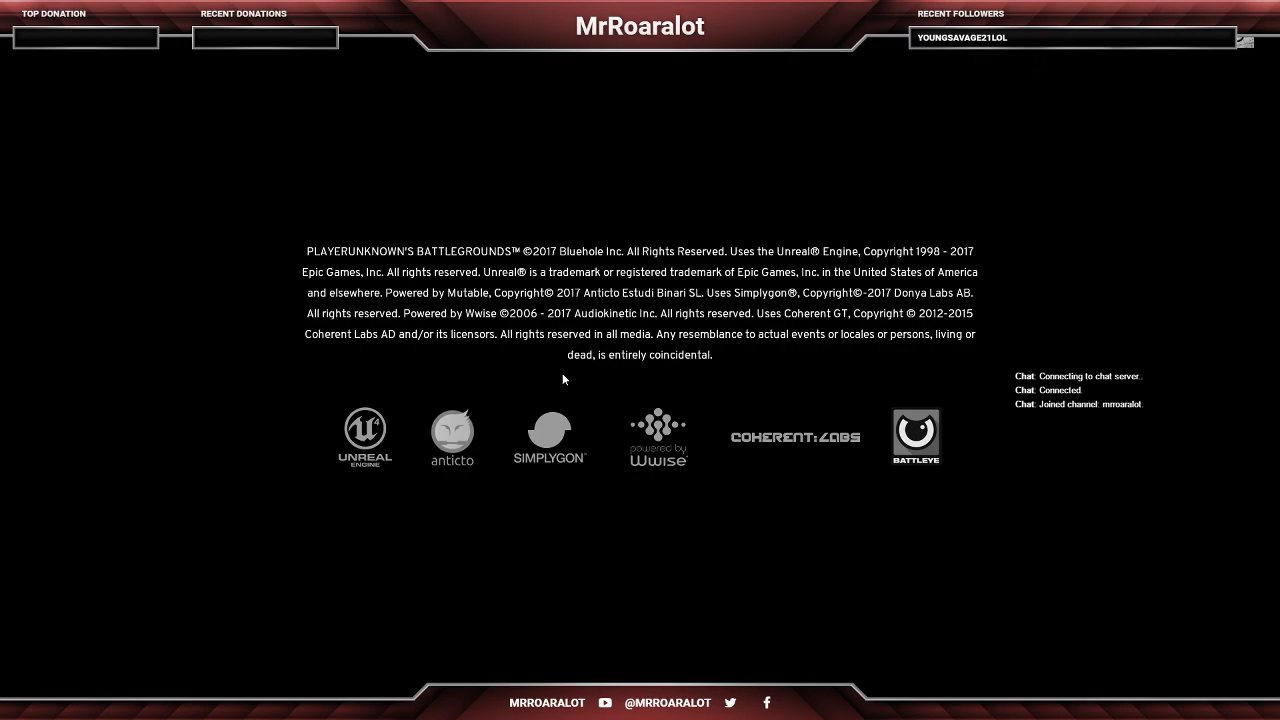 TOP DONATION
RECENT DONATIONS
MrRoaralot
RECENT FOLLOWERS
YOUNGSAVAGE21LOL
PLAYERUNKNOWN'S BATTLEGROUNDS™ ©2017 Bluehole Inc. All Rights Reserved. Uses the Unreal® Engine, Copyright 1998 - 2017
Epic Games, Inc. All rights reserved. Unreal® is a trademark or registered trademark of Epic Games, Inc. in the United States of America
and elsewhere. Powered by Mutable, Copyright© 2017 Anticto Estudi Binari SL. Uses Simplygon®, Copyright©-2017 Donya Labs AB.
All rights reserved. Powered by Wwise ©2006 - 2017 Audiokinetic Inc. All rights reserved. Uses Coherent GT, Copyright © 2012-2015
Coherent Labs AD and/or its licensors. All rights reserved in all media. Any resemblance to actual events or locales or persons, living or
dead, is entirely coincidental.
Chat: Connecting to chat server..
Chat: Connected.
Chat: Joined channel: mrroaralot.
4
UNREAL
ENGINE
anticto
SIMPLYGON™
powered by
Wwise®
COHERENT:LABS
BATTLEYE
MRROARALOT
@MRROARALOT